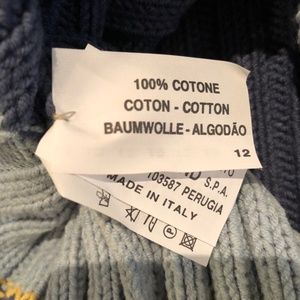 100% COTONE
COTON - COTTON
BAUMWOLLE - ALGODÃO
12
S.P.A.
103587 PERUGIA
MADE IN ITALY